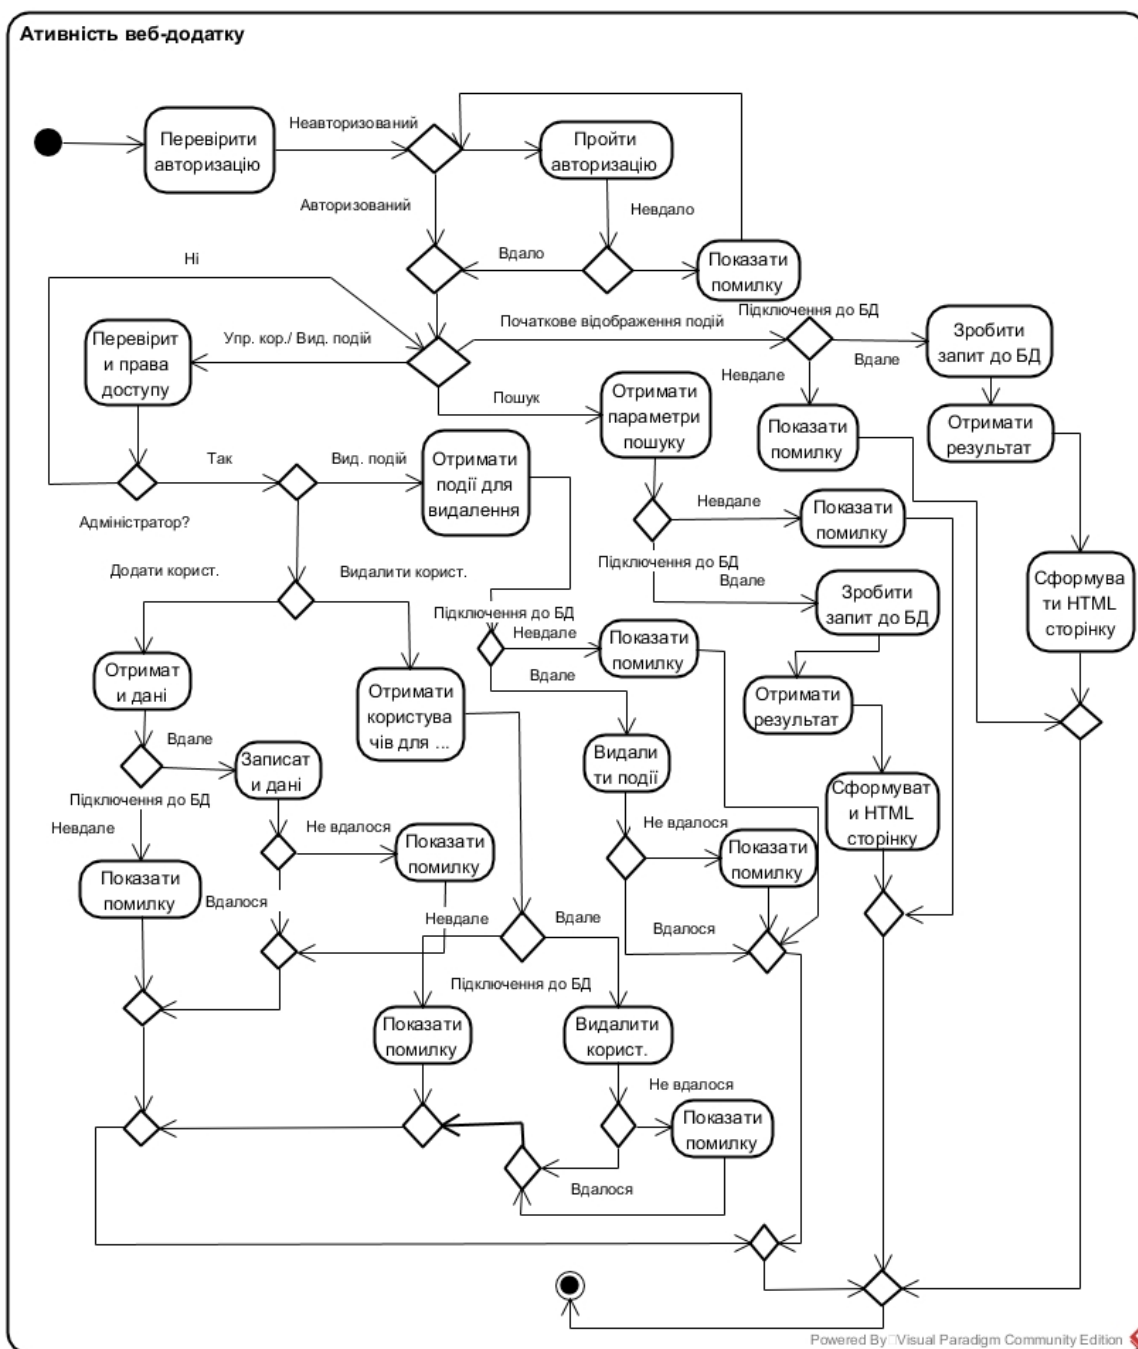 Ативність веб-додатку
Неавторизований
Перевірити
авторизацію
Пройти
авторизацію
Авторизований
Невдало
Вдало
Показати
помилку
Ні
Упр. кор./ Вид. подій
Початкове відображення подій
Підключення до БД
Зробити
запит до БД
Вдале
Невдале
Перевірит
и права
доступу
Пошук
Отримати
параметри
пошуку
Показати
помилку
Отримати
результат
Так
Вид. подій
Отримати
події для
видалення
Адміністратор?
Невдале
Показати
помилку
Підключення до БД
Вдале
Зробити
запит до БД
Сформува
ти HTML
сторінку
Додати корист.
Видалити корист.
Підключення до БД
Невдале
Показати
помилку
Вдале
Отримат
и дані
Отримати
користува
чів для ...
Отримати
результат
Вдале
Записат
и дані
Видали
ти події
Сформуват
и HTML
сторінку
Підключення до БД
Невдале
Не вдалося
Показати
помилку
Не вдалося
Показати
помилку
Показати
помилку
Вдалося
Невдале
Вдале
Вдалося
Підключення до БД
Показати
помилку
Видалити
корист.
Не вдалося
Показати
помилку
Вдалося
Powered By Visual Paradigm Community Edition